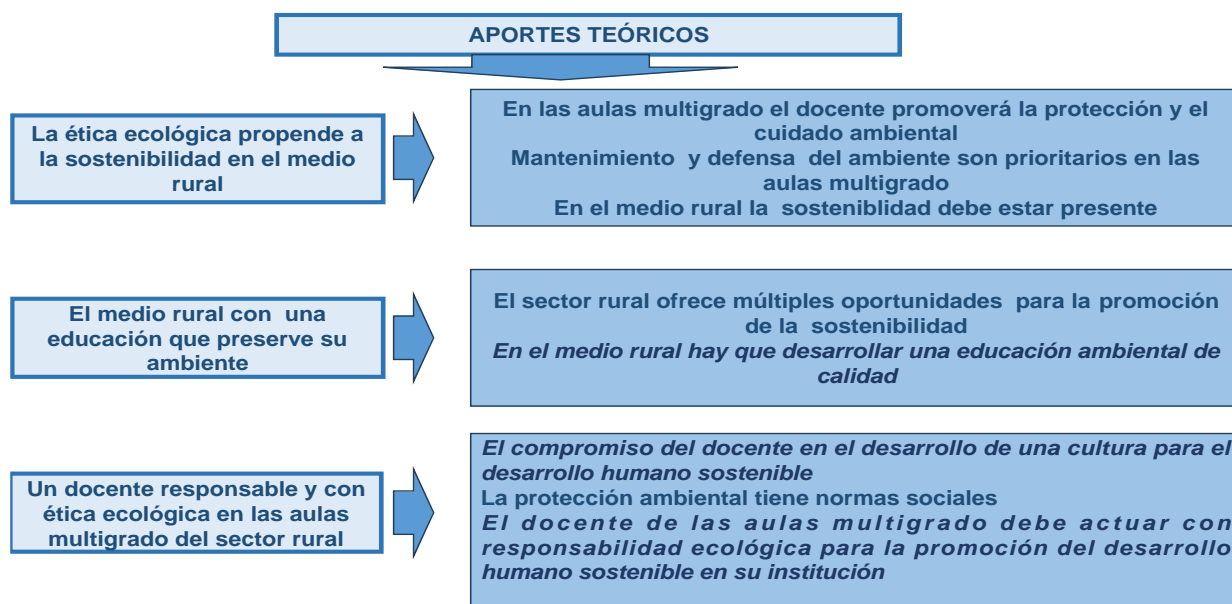 APORTES TEÓRICOS
La ética ecológica propende a
la sostenibilidad en el medio
rural
En las aulas multigrado el docente promoverá la protección y el
cuidado ambiental
Mantenimiento y defensa del ambiente son prioritarios en las
aulas multigrado
En el medio rural la sosteniblidad debe estar presente
El medio rural con una
educación que preserve su
ambiente
El sector rural ofrece múltiples oportunidades para la promoción
de la sostenibilidad
En el medio rural hay que desarrollar una educación ambiental de
calidad
Un docente responsable y con
ética ecológica en las aulas
multigrado del sector rural
El compromiso del docente en el desarrollo de una cultura para el
desarrollo humano sostenible
La protección ambiental tiene normas sociales
El docente de las aulas multigrado debe actuar con
responsabilidad ecológica para la promoción del desarrollo
humano sostenible en su institución